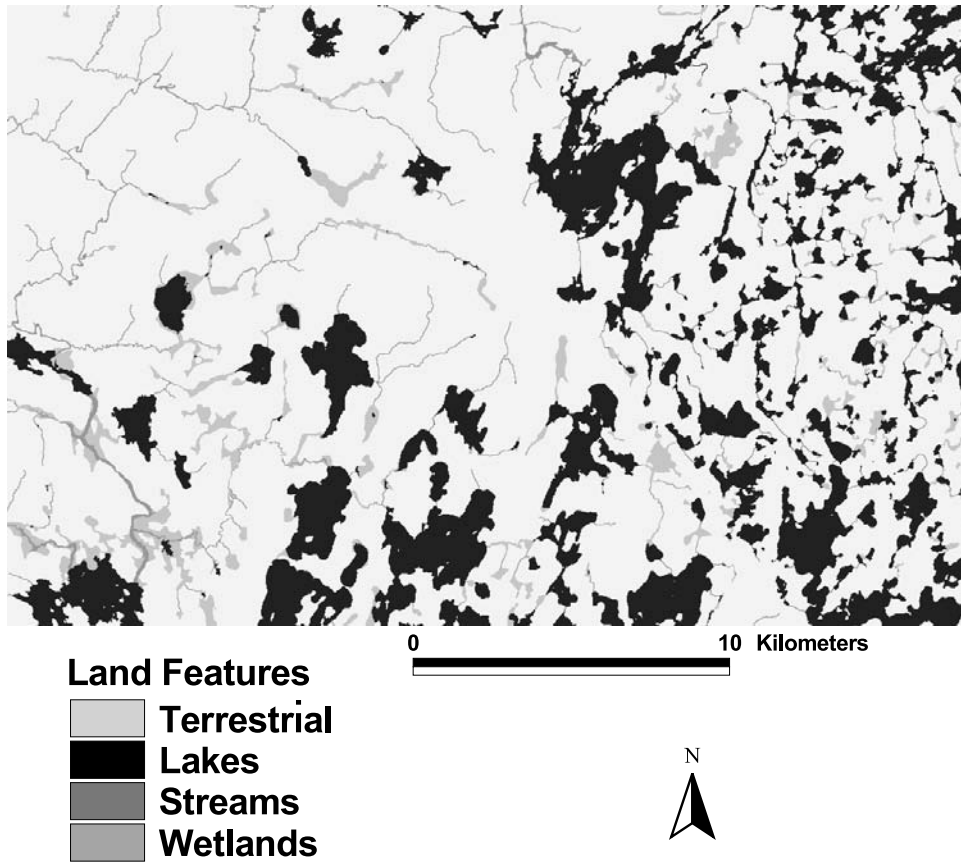 0 10 Kilometers
Land Features
Terrestrial
Lakes
Streams
Wetlands
N